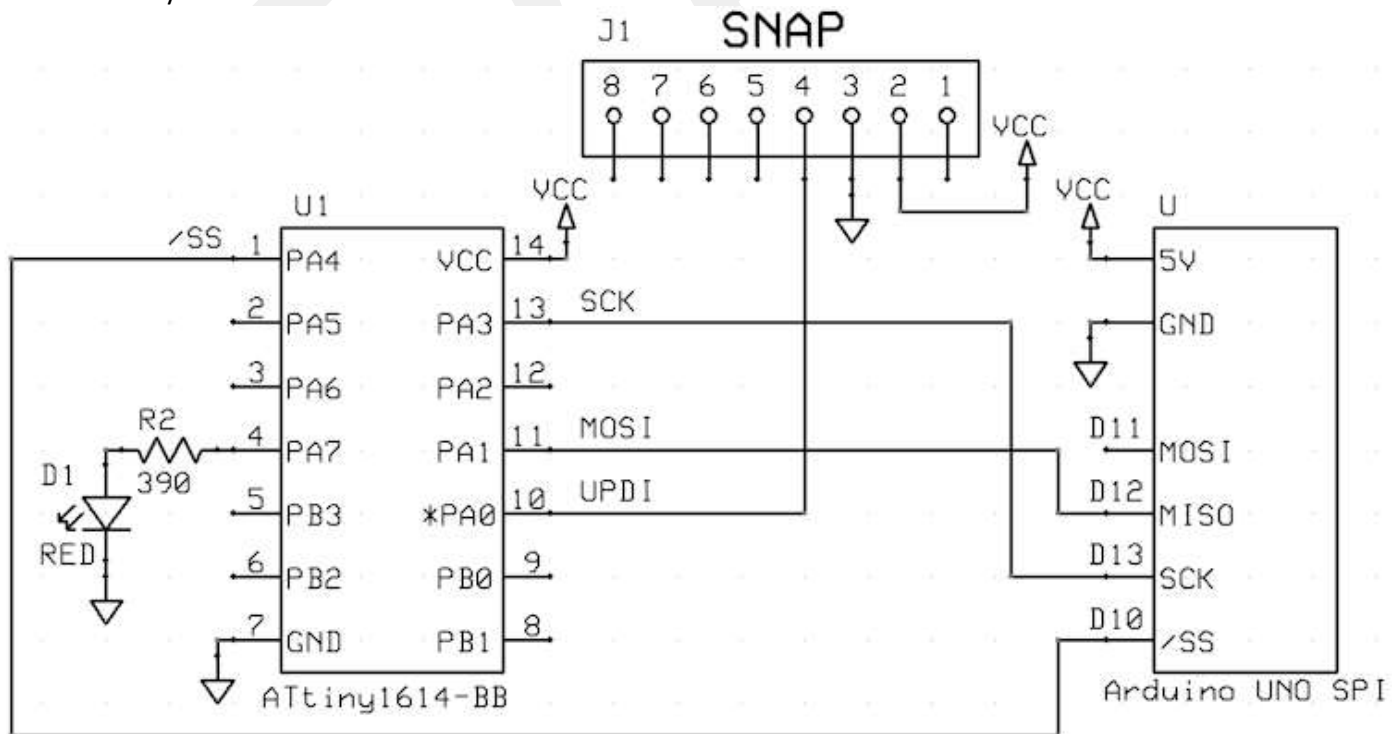 J1 SNAP
8 7 6 5 4 3 2 1
VCC
VCC
VCC
U1
U
/SS 1 PA4 VCC 14
5V
2 PA5 PA3 13 SCK
GND
3 PA6 PA2 12
R2
390
4 PA7 PA1 11 MOSI
D11 MOSI
D1
RED
5 PB3 *PA0 10 UPDI
D12 MISO
6 PB2 PB0 9
D13 SCK
7 GND PB1 8
D10 /SS
ATtiny1614-BB
Arduino UNO SPI